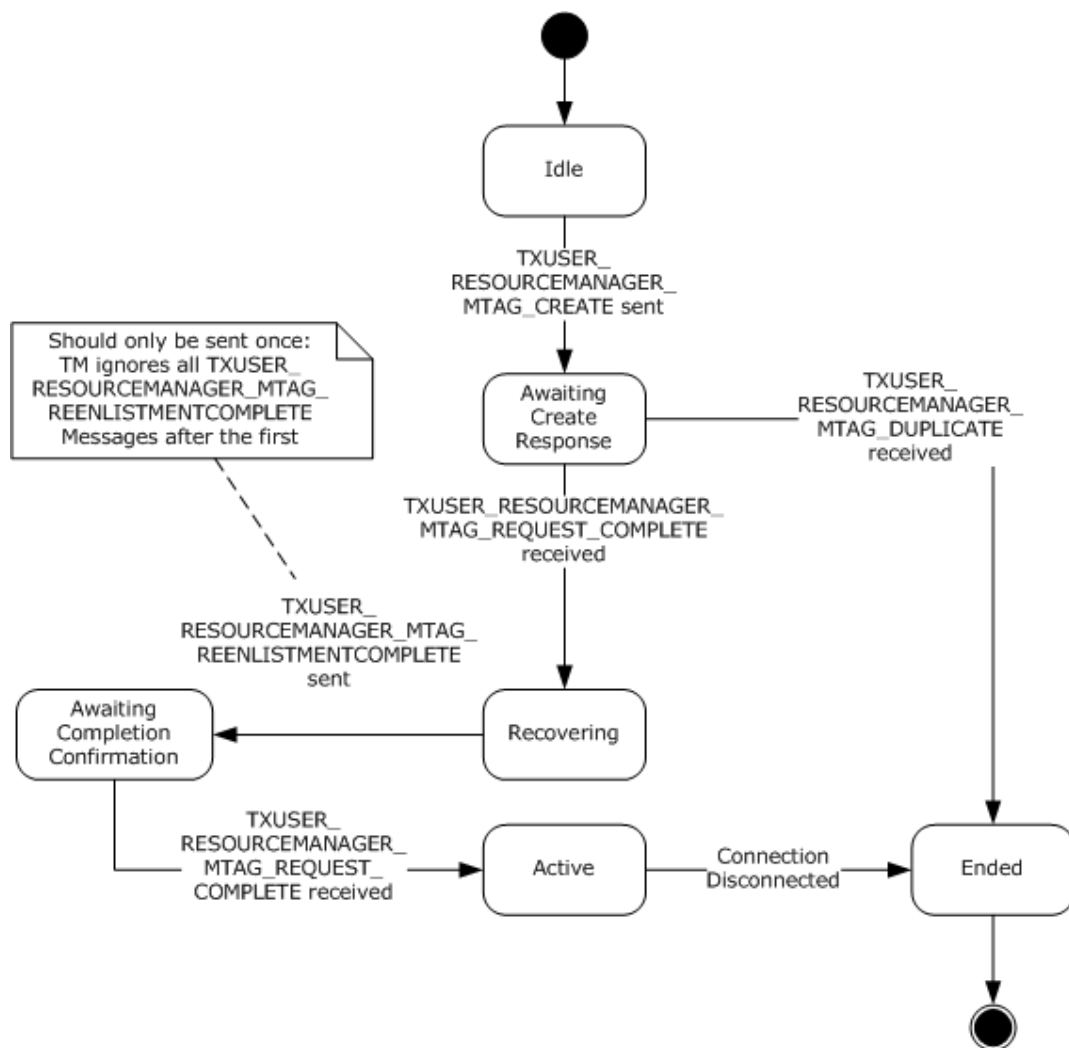 Idle
TXUSER_
RESOURCEMANAGER_
MTAG_CREATE sent
Should only be sent once:
TM ignores all TXUSER_
RESOURCEMANAGER_MTAG_
REENLISTMENTCOMPLETE
Messages after the first
Awaiting
Create
Response
TXUSER_
RESOURCEMANAGER_
MTAG_DUPLICATE
received
TXUSER_RESOURCEMANAGER_
MTAG_REQUEST_COMPLETE
received
TXUSER_
RESOURCEMANAGER_MTAG_
REENLISTMENTCOMPLETE
sent
Awaiting
Completion
Confirmation
Recovering
TXUSER_
RESOURCEMANAGER_
MTAG_REQUEST_
COMPLETE received
Active
Connection
Disconnected
Ended